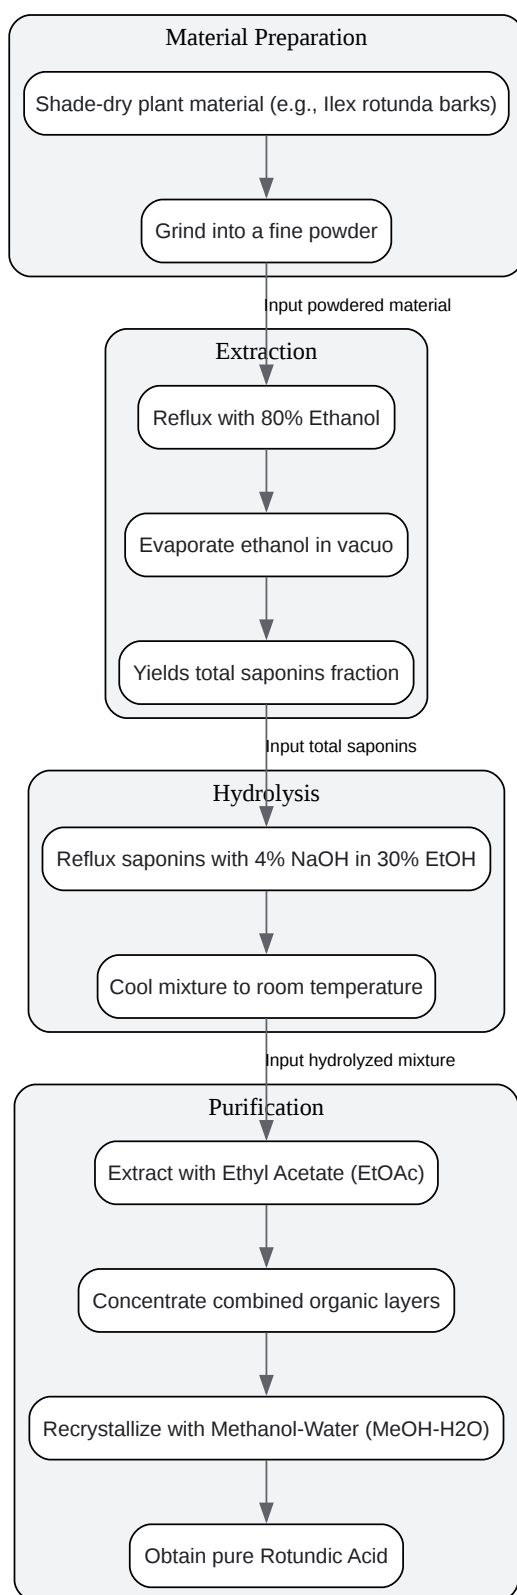 Material Preparation
Shade-dry plant material (e.g., Ilex rotunda barks)
Grind into a fine powder
Input powdered material
Extraction
Reflux with 80% Ethanol
Evaporate ethanol in vacuo
Yields total saponins fraction
Input total saponins
Hydrolysis
Reflux saponins with 4% NaOH in 30% EtOH
Cool mixture to room temperature
Input hydrolyzed mixture
Purification
Extract with Ethyl Acetate (EtOAc)
Concentrate combined organic layers
Recrystallize with Methanol-Water (MeOH-H2O)
Obtain pure Rotundic Acid